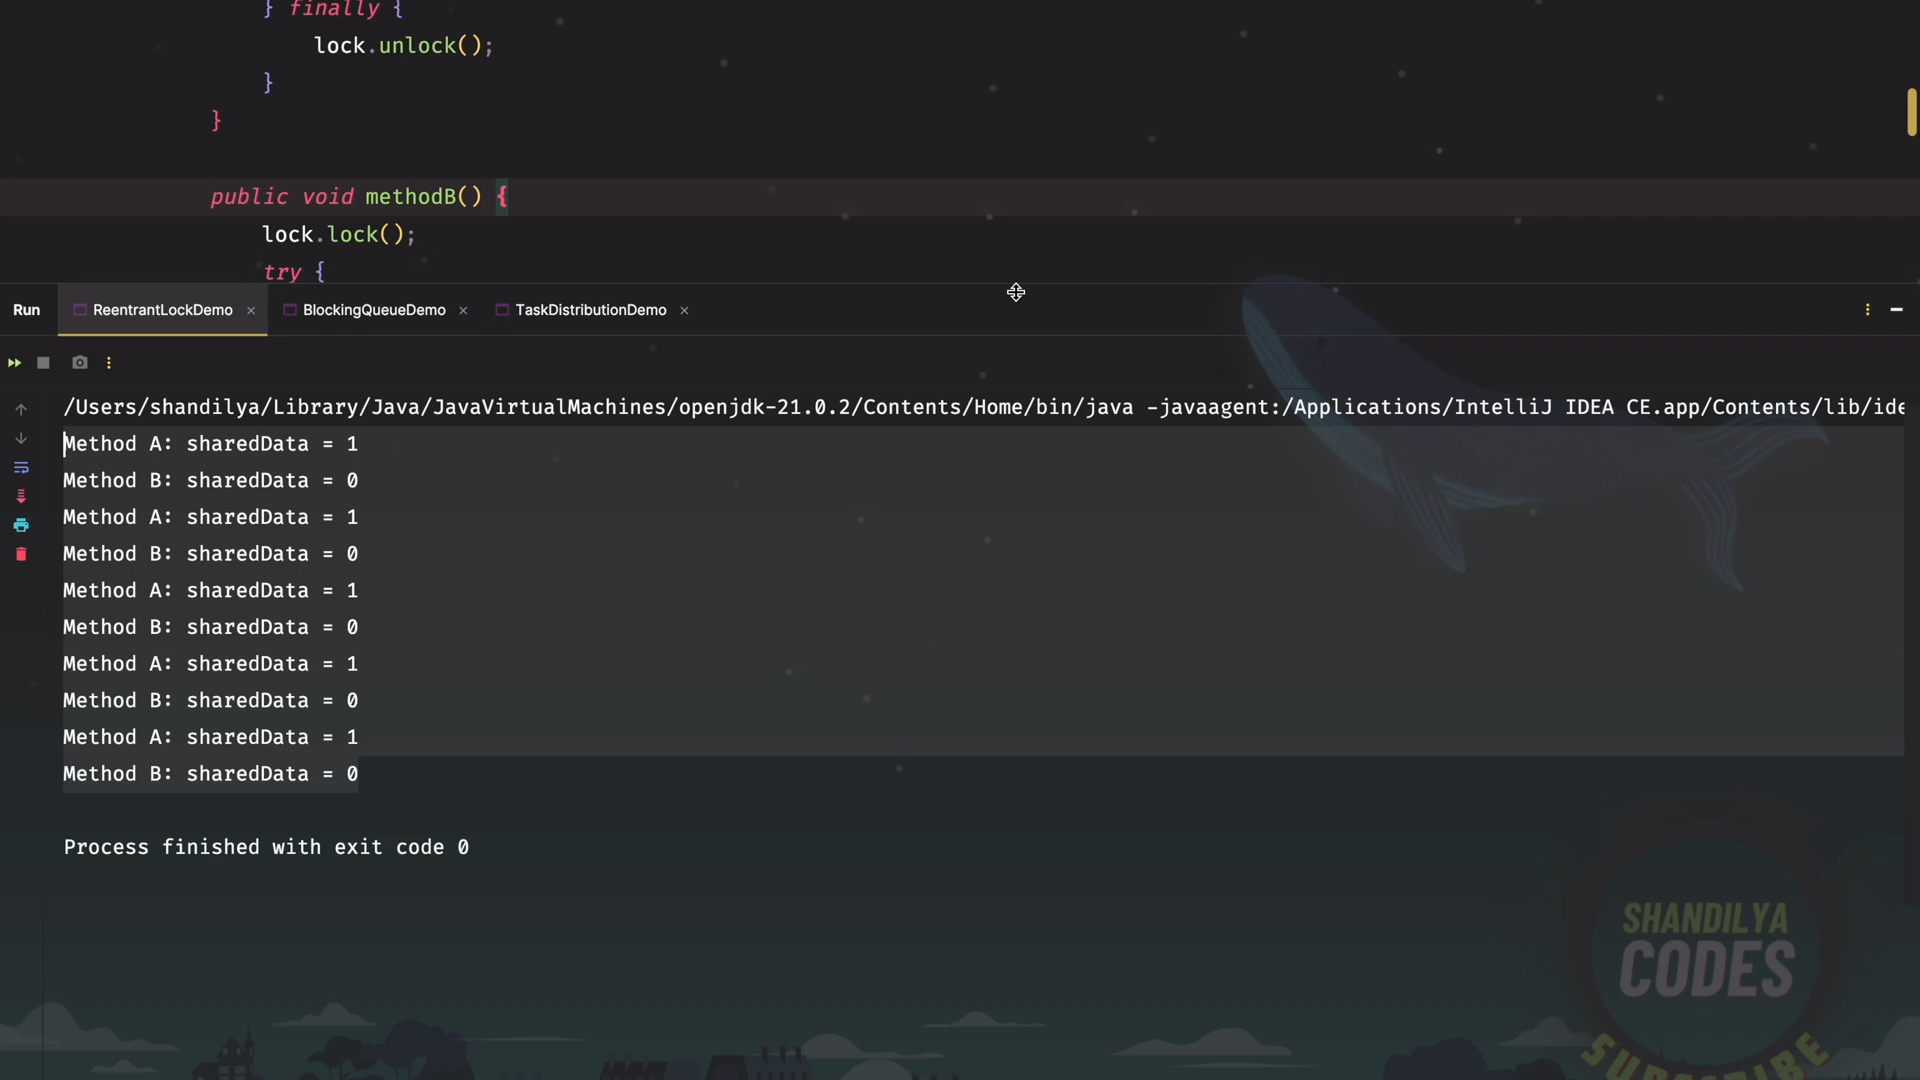 } finally {
lock.unlock();
}
}
public void methodB() {
lock.lock();
try {
Run ReentrantLockDemo × BlockingQueueDemo × TaskDistributionDemo ×
/Users/shandilya/Library/Java/JavaVirtualMachines/openjdk-21.0.2/Contents/Home/bin/java -javaagent:/Applications/IntelliJ IDEA CE.app/Contents/lib/ide
Method A: sharedData = 1
Method B: sharedData = 0
Method A: sharedData = 1
Method B: sharedData = 0
Method A: sharedData = 1
Method B: sharedData = 0
Method A: sharedData = 1
Method B: sharedData = 0
Method A: sharedData = 1
Method B: sharedData = 0
Process finished with exit code 0
SHANDILYA
CODES
SUBSCRIBE